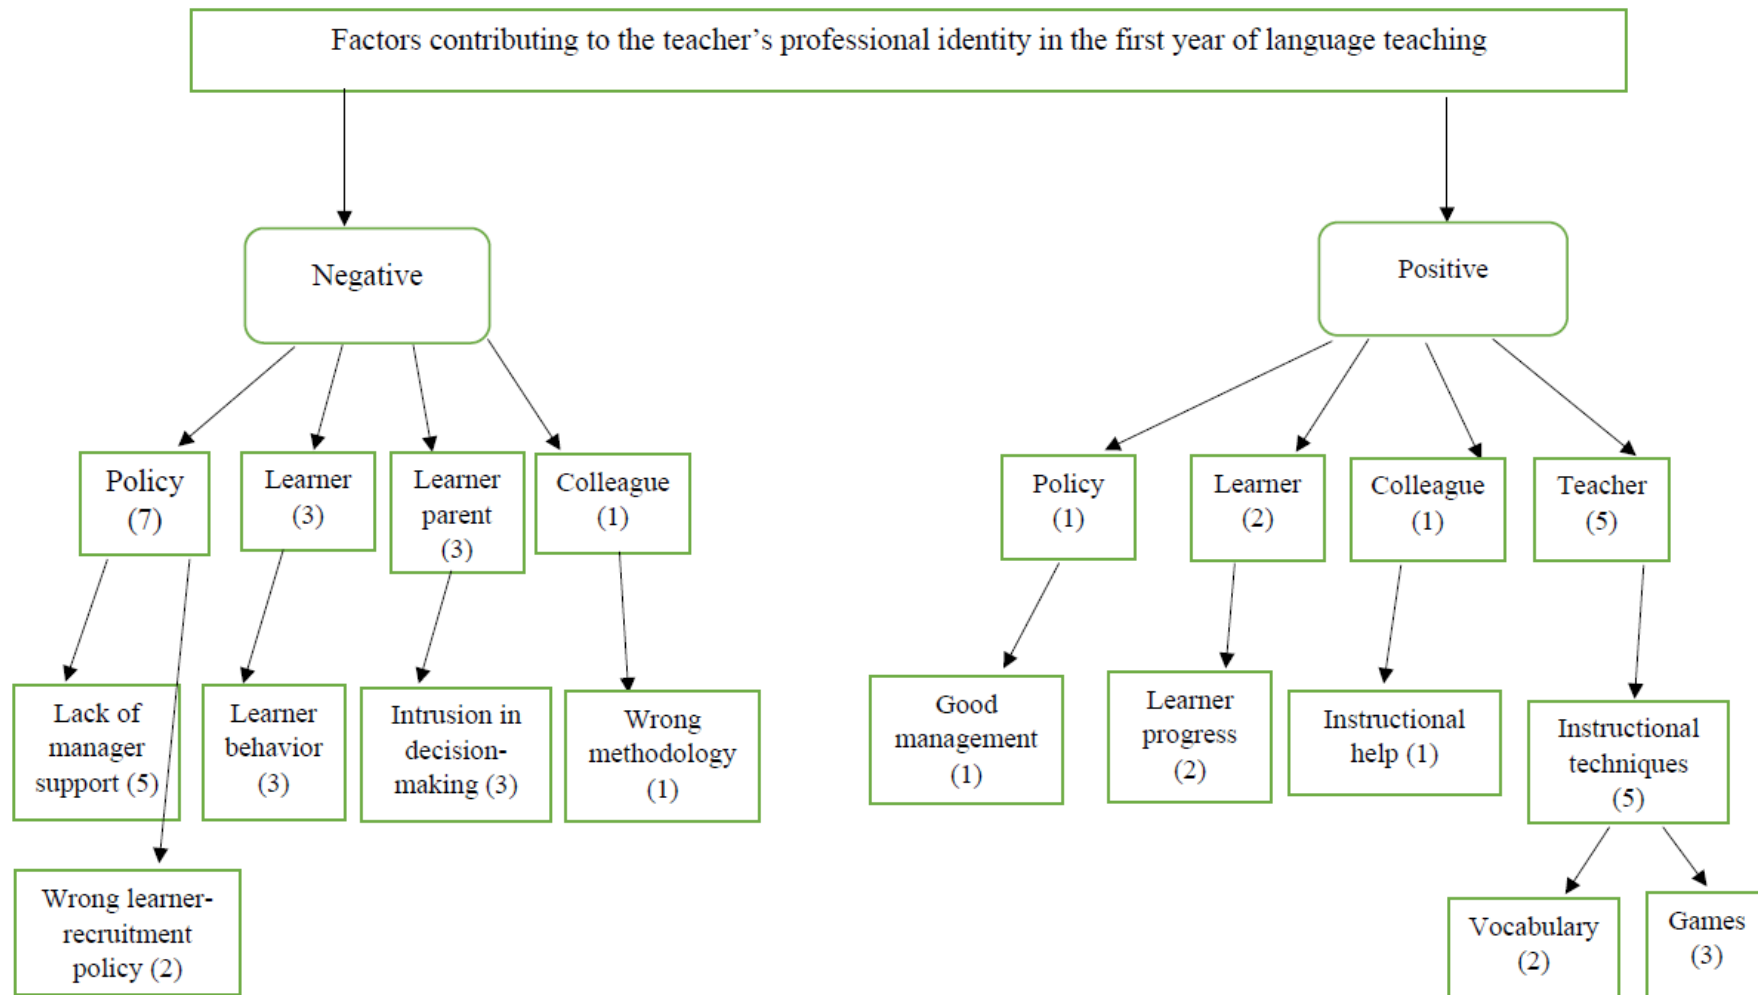 Factors contributing to the teacher’s professional identity in the first year of language teaching
Negative
Positive
Policy
(7)
Learner
(3)
Learner
parent
(3)
Colleague
(1)
Policy
(1)
Learner
(2)
Colleague
(1)
Teacher
(5)
Lack of
manager
support (5)
Learner
behavior
(3)
Intrusion in
decision-
making (3)
Wrong
methodology
(1)
Good
management
(1)
Learner
progress
(2)
Instructional
help (1)
Instructional
techniques
(5)
Wrong learner-
recruitment
policy (2)
Vocabulary
(2)
Games
(3)